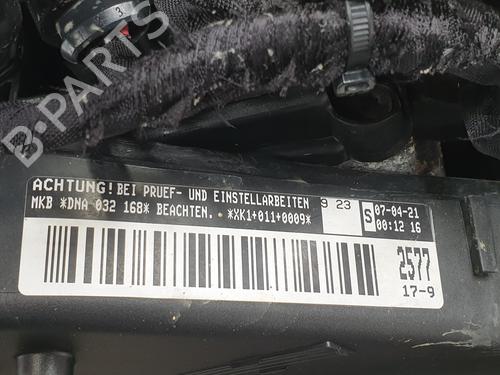 3
B-PARTS
ACHTUNG! BEI PRUEF- UND EINSTELLARBEITEN 9 23 S 07-04-21
MKB *DNA 032 168* BEACHTEN. *XK1+011+0009* 00:12 16
2577
17-9